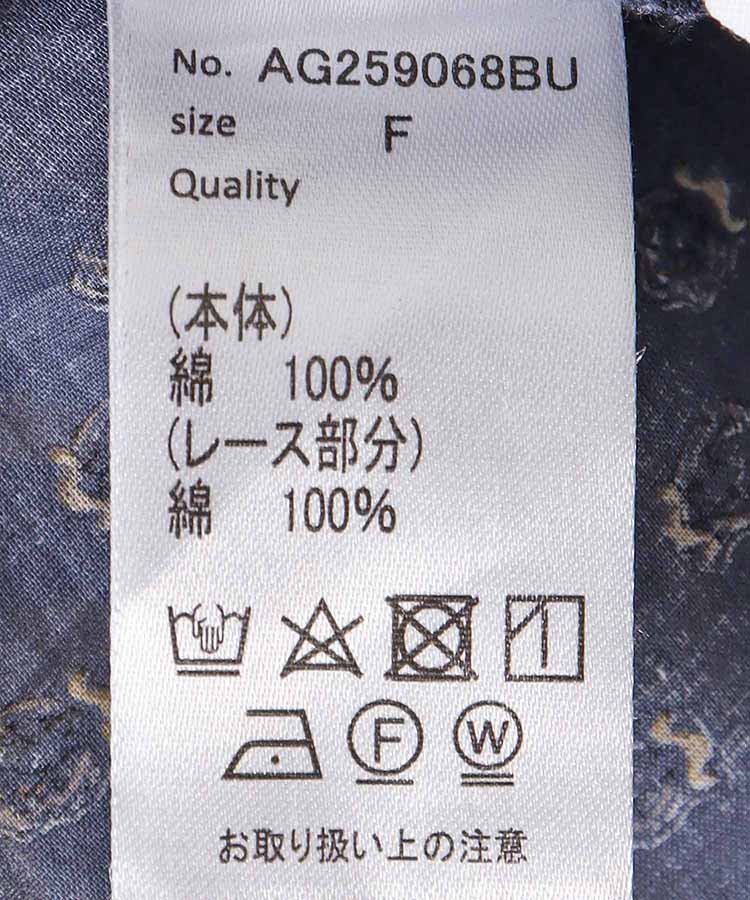 No. AG259068BU
size F
Quality
(本体)
綿 100%
(レース部分)
綿 100%
F W
お取り扱い上の注意